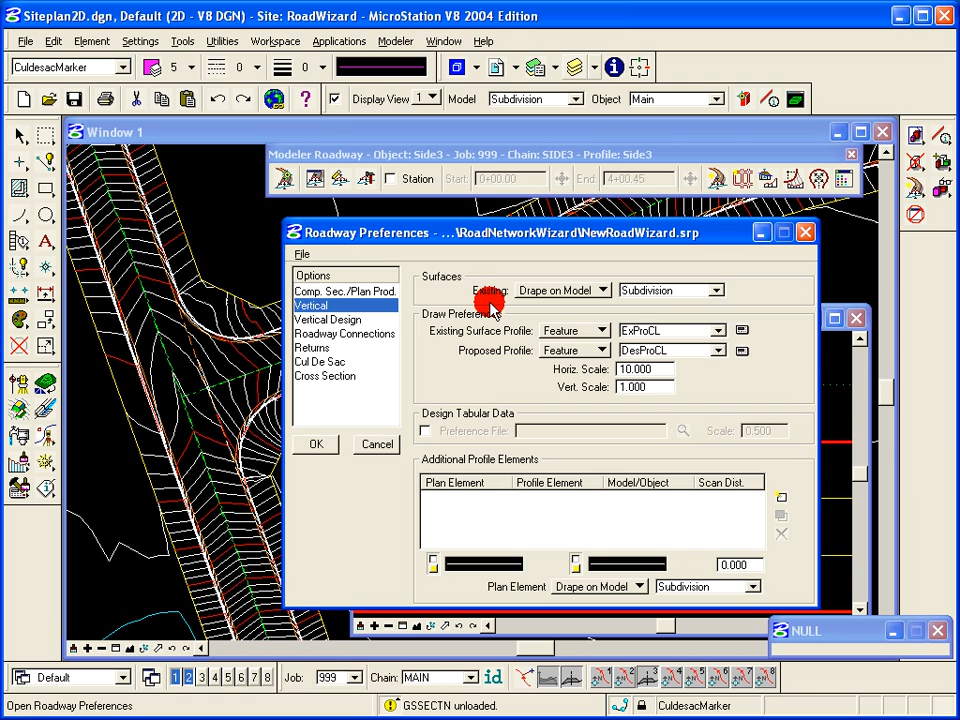 Siteplan2D.dgn, Default (2D - V8 DGN) - Site: RoadWizard - MicroStation V8 2004 Edition
File Edit Element Settings Tools Utilities Workspace Applications Modeler Window Help
CuldesacMarker 5 0 0
Display View 1 Model Subdivision Object Main
Window 1
Modeler Roadway - Object: Side3 - Job: 999 - Chain: SIDE3 - Profile: Side3
Station Start: 0+00.00 End: 4+00.45
Roadway Preferences - ...\RoadNetworkWizard\NewRoadWizard.srp
File
Options
Comp. Sec./Plan Prod.
Vertical
Vertical Design
Roadway Connections
Returns
Cul De Sac
Cross Section
OK Cancel
Surfaces
Existing: Drape on Model Subdivision
Draw Preferences
Existing Surface Profile: Feature ExProCL
Proposed Profile: Feature DesProCL
Horiz. Scale: 10.000
Vert. Scale: 1.000
Design Tabular Data
Preference File: Scale: 0.500
Additional Profile Elements
Plan Element Profile Element Model/Object Scan Dist.
0.000
Plan Element Drape on Model Subdivision
NULL
Default 1 2 3 4 5 6 7 8 Job: 999 Chain: MAIN id
Open Roadway Preferences GSSECTN unloaded. CuldesacMarker